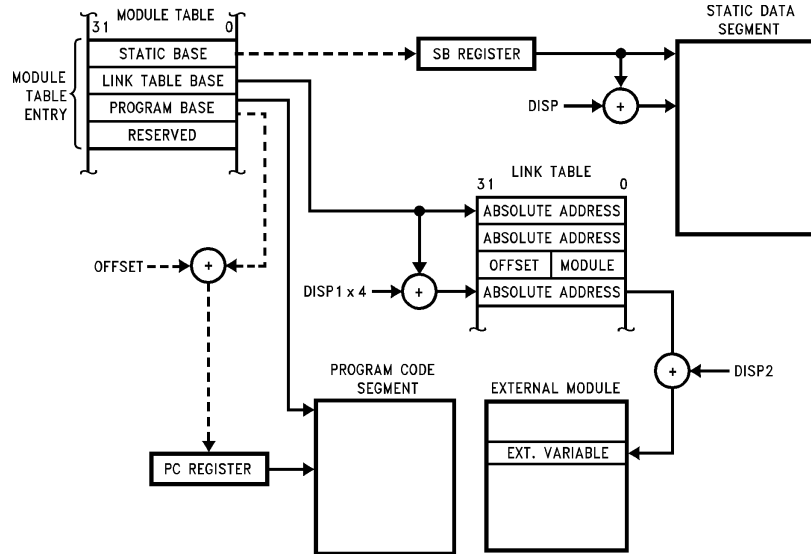 MODULE TABLE
31 0
STATIC BASE
LINK TABLE BASE
PROGRAM BASE
RESERVED
MODULE
TABLE
ENTRY
SB REGISTER
STATIC DATA
SEGMENT
DISP
+
LINK TABLE
31 0
ABSOLUTE ADDRESS
ABSOLUTE ADDRESS
OFFSET MODULE
ABSOLUTE ADDRESS
OFFSET
+
DISP1 x 4
+
PROGRAM CODE
SEGMENT
EXTERNAL MODULE
+
DISP2
EXT. VARIABLE
PC REGISTER